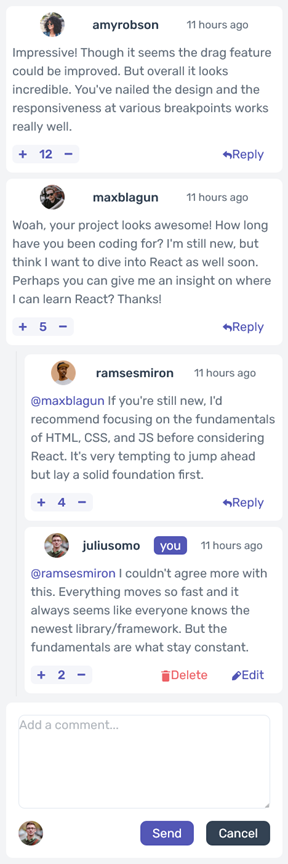 amyrobson 11 hours ago
Impressive! Though it seems the drag feature
could be improved. But overall it looks
incredible. You've nailed the design and the
responsiveness at various breakpoints works
really well.
+ 12 − Reply
maxblagun 11 hours ago
Woah, your project looks awesome! How long
have you been coding for? I'm still new, but
think I want to dive into React as well soon.
Perhaps you can give me an insight on where
I can learn React? Thanks!
+ 5 − Reply
ramsesmiron 11 hours ago
@maxblagun If you're still new, I'd
recommend focusing on the fundamentals
of HTML, CSS, and JS before considering
React. It's very tempting to jump ahead
but lay a solid foundation first.
+ 4 − Reply
juliusomo you 11 hours ago
@ramsesmiron I couldn't agree more with
this. Everything moves so fast and it
always seems like everyone knows the
newest library/framework. But the
fundamentals are what stay constant.
+ 2 − Delete Edit
Add a comment...
Send Cancel